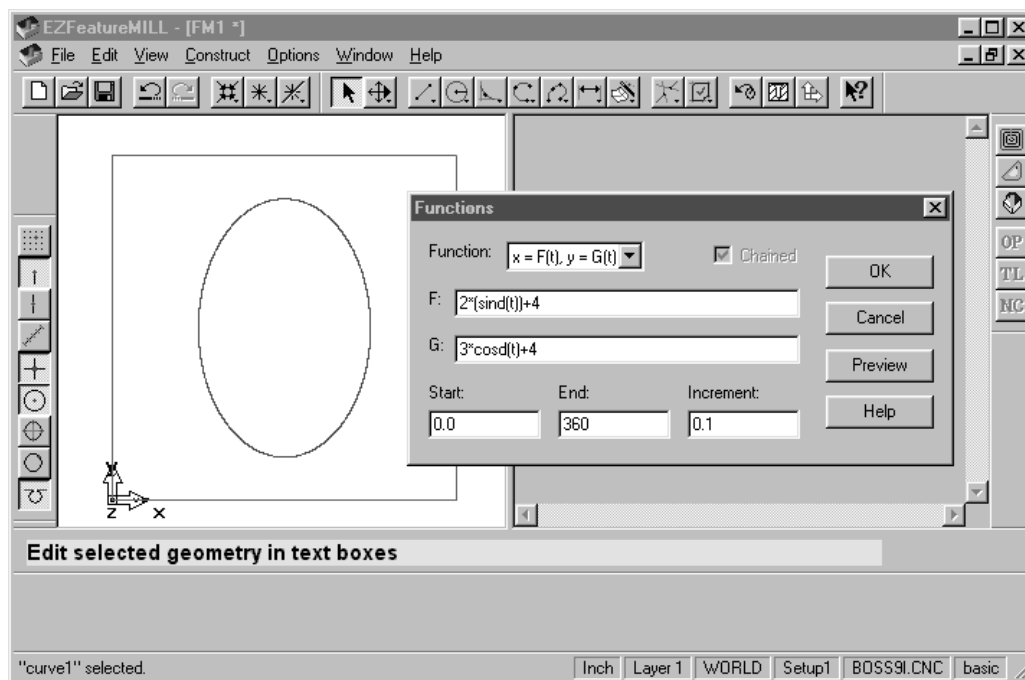 EZFeatureMILL - [FM1 *]
File Edit View Construct Options Window Help
Functions
Function: x = F(t), y = G(t) Chained
OK
F: 2*(sind(t))+4
Cancel
G: 3*cosd(t)+4
Preview
Start: End: Increment:
Help
0.0 360 0.1
OP
TL
NC
Y
Z X
Edit selected geometry in text boxes
"curve1" selected. Inch Layer 1 WORLD Setup1 BOSS9I.CNC basic